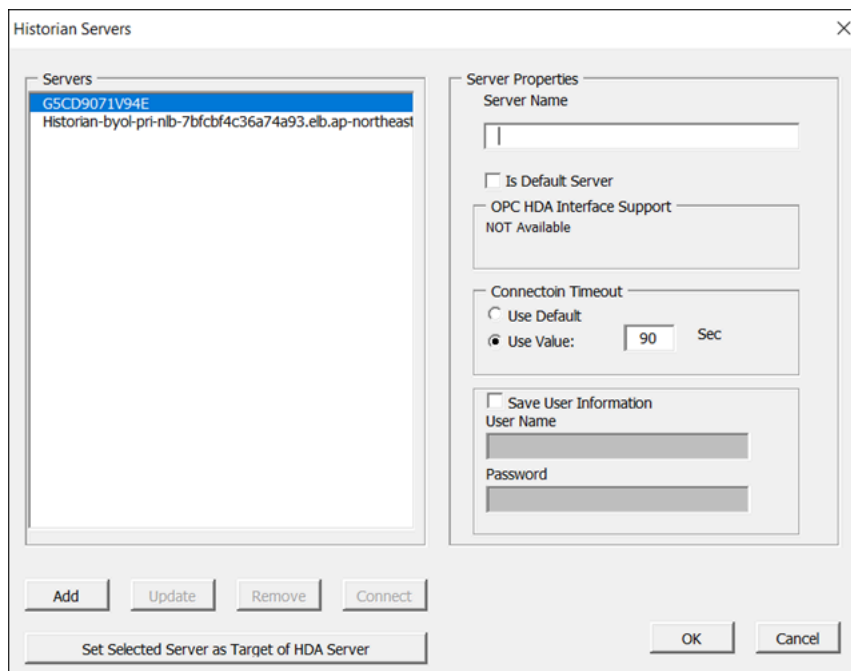 Historian Servers
Servers
G5CD9071V94E
Historian-byol-pri-nlb-7bfcbf4c36a74a93.elb.ap-northeast
Server Properties
Server Name
Is Default Server
OPC HDA Interface Support
NOT Available
Connectoin Timeout
Use Default
Use Value: 90 Sec
Save User Information
User Name
Password
Add Update Remove Connect
Set Selected Server as Target of HDA Server
OK Cancel